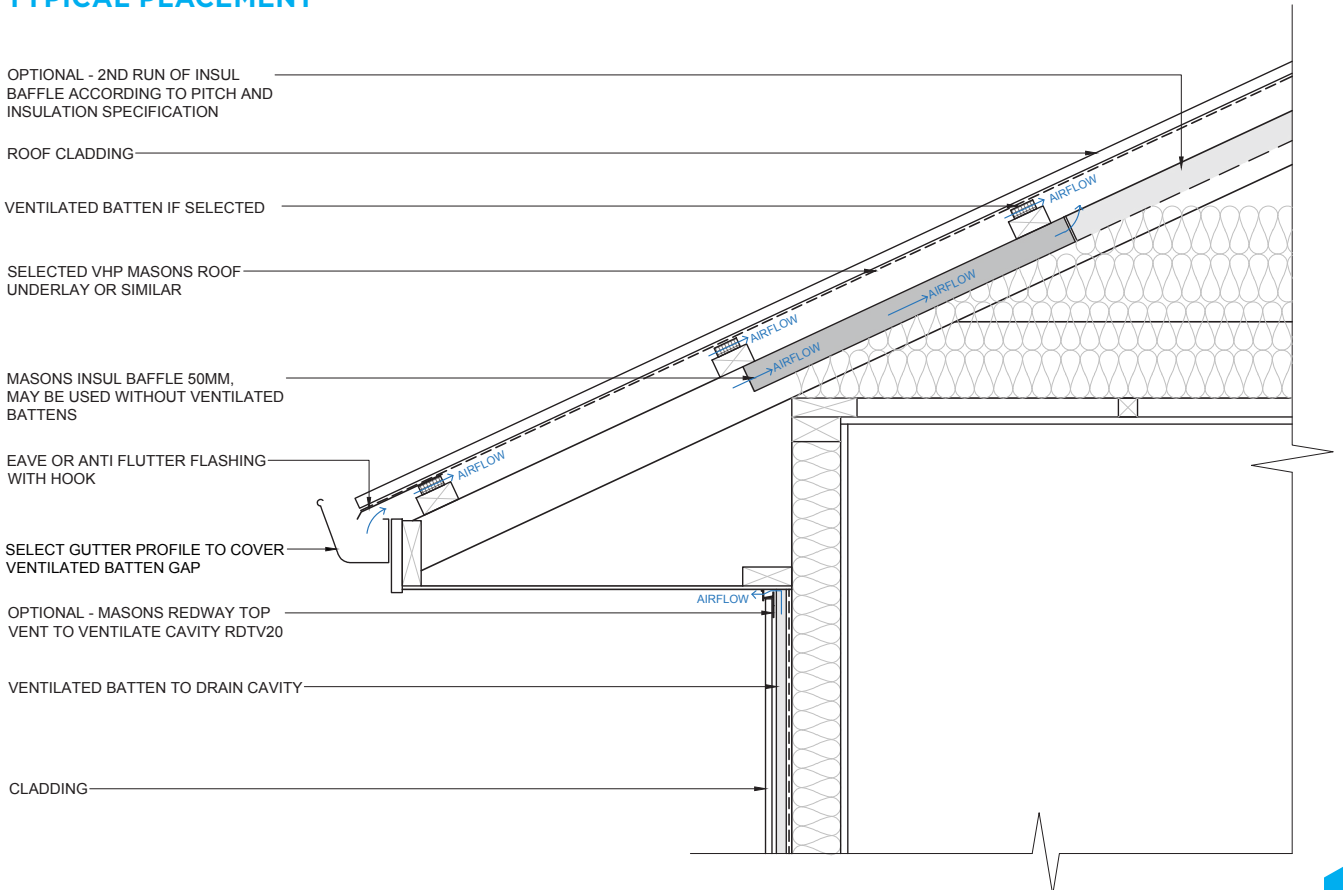 TYPICAL PLACEMENT
OPTIONAL - 2ND RUN OF INSUL
BAFFLE ACCORDING TO PITCH AND
INSULATION SPECIFICATION
ROOF CLADDING
VENTILATED BATTEN IF SELECTED
SELECTED VHP MASONS ROOF
UNDERLAY OR SIMILAR
MASONS INSUL BAFFLE 50MM,
MAY BE USED WITHOUT VENTILATED
BATTENS
EAVE OR ANTI FLUTTER FLASHING
WITH HOOK
SELECT GUTTER PROFILE TO COVER
VENTILATED BATTEN GAP
OPTIONAL - MASONS REDWAY TOP
VENT TO VENTILATE CAVITY RDTV20
VENTILATED BATTEN TO DRAIN CAVITY
CLADDING
AIRFLOW
AIRFLOW
AIRFLOW
AIRFLOW
AIRFLOW
AIRFLOW